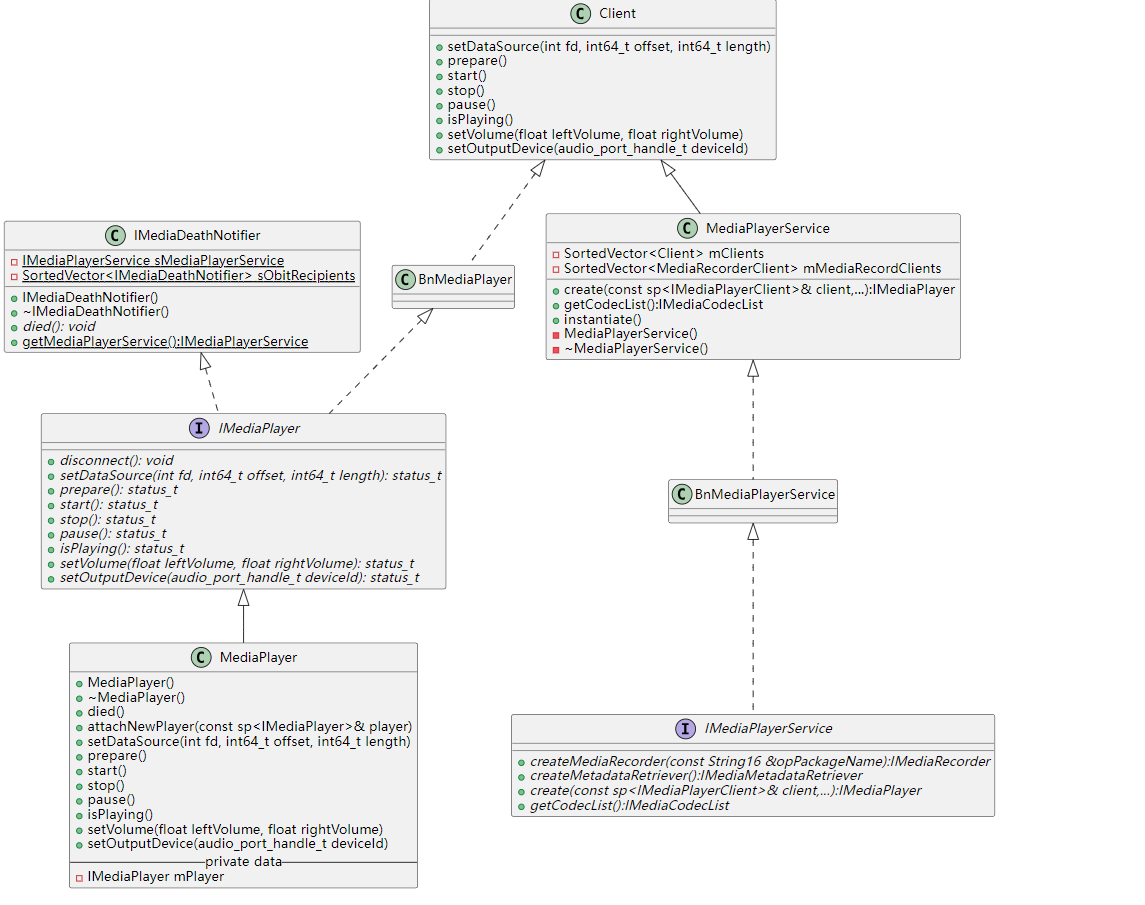 C Client
setDataSource(int fd, int64_t offset, int64_t length)
prepare()
start()
stop()
pause()
isPlaying()
setVolume(float leftVolume, float rightVolume)
setOutputDevice(audio_port_handle_t deviceId)
C IMediaDeathNotifier
IMediaPlayerService sMediaPlayerService
SortedVector<IMediaDeathNotifier> sObitRecipients
IMediaDeathNotifier()
~IMediaDeathNotifier()
died(): void
getMediaPlayerService():IMediaPlayerService
C BnMediaPlayer
C MediaPlayerService
SortedVector<Client> mClients
SortedVector<MediaRecorderClient> mMediaRecordClients
create(const sp<IMediaPlayerClient>& client,...):IMediaPlayer
getCodecList():IMediaCodecList
instantiate()
MediaPlayerService()
~MediaPlayerService()
I IMediaPlayer
disconnect(): void
setDataSource(int fd, int64_t offset, int64_t length): status_t
prepare(): status_t
start(): status_t
stop(): status_t
pause(): status_t
isPlaying(): status_t
setVolume(float leftVolume, float rightVolume): status_t
setOutputDevice(audio_port_handle_t deviceId): status_t
C BnMediaPlayerService
C MediaPlayer
MediaPlayer()
~MediaPlayer()
died()
attachNewPlayer(const sp<IMediaPlayer>& player)
setDataSource(int fd, int64_t offset, int64_t length)
prepare()
start()
stop()
pause()
isPlaying()
setVolume(float leftVolume, float rightVolume)
setOutputDevice(audio_port_handle_t deviceId)
private data
IMediaPlayer mPlayer
I IMediaPlayerService
createMediaRecorder(const String16 &opPackageName):IMediaRecorder
createMetadataRetriever():IMediaMetadataRetriever
create(const sp<IMediaPlayerClient>& client,...):IMediaPlayer
getCodecList():IMediaCodecList